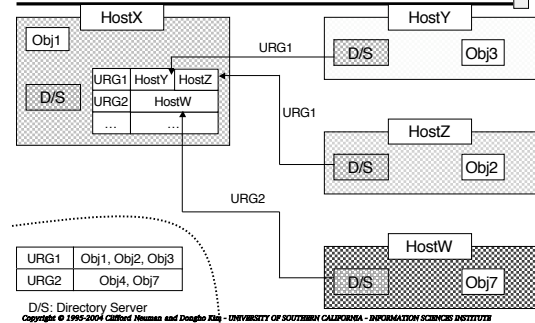 HostX
HostY
Obj1
URG1
D/S
Obj3
D/S
URG1 HostY HostZ
URG2 HostW
... ...
URG1
HostZ
D/S
Obj2
URG2
HostW
URG1 Obj1, Obj2, Obj3
URG2 Obj4, Obj7
D/S
Obj7
D/S: Directory Server
Copyright © 1995-2004 Clifford Neuman and Dongho Kim - UNIVERSITY OF SOUTHERN CALIFORNIA - INFORMATION SCIENCES INSTITUTE